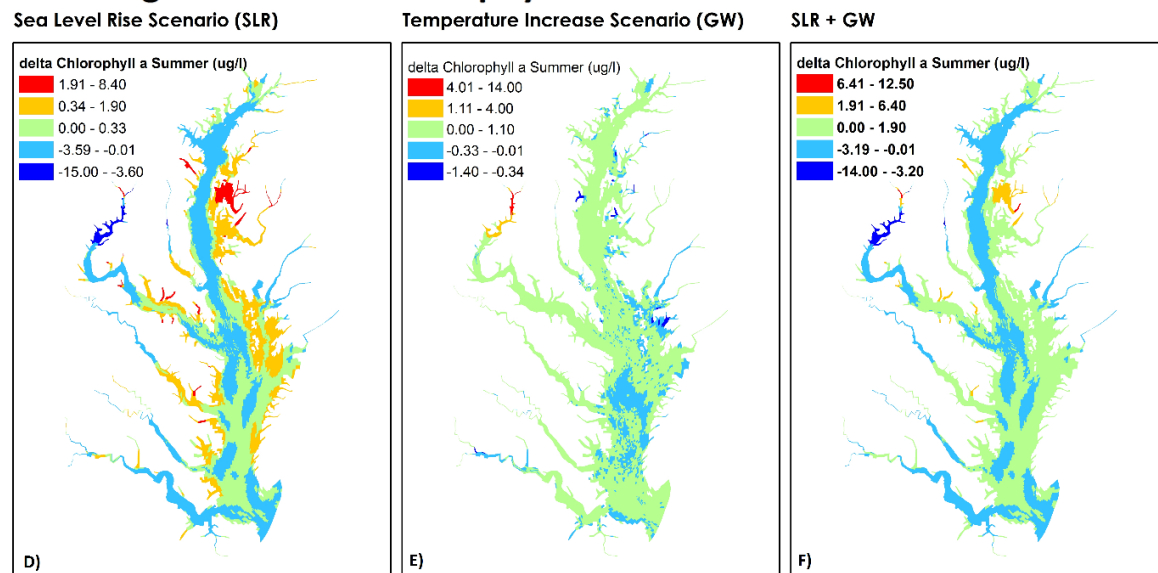 Sea Level Rise Scenario (SLR)
Temperature Increase Scenario (GW)
SLR + GW
delta Chlorophyll a Summer (ug/l)
1.91 - 8.40
0.34 - 1.90
0.00 - 0.33
-3.59 - -0.01
-15.00 - -3.60
D)
delta Chlorophyll a Summer (ug/l)
4.01 - 14.00
1.11 - 4.00
0.00 - 1.10
-0.33 - -0.01
-1.40 - -0.34
E)
delta Chlorophyll a Summer (ug/l)
6.41 - 12.50
1.91 - 6.40
0.00 - 1.90
-3.19 - -0.01
-14.00 - -3.20
F)